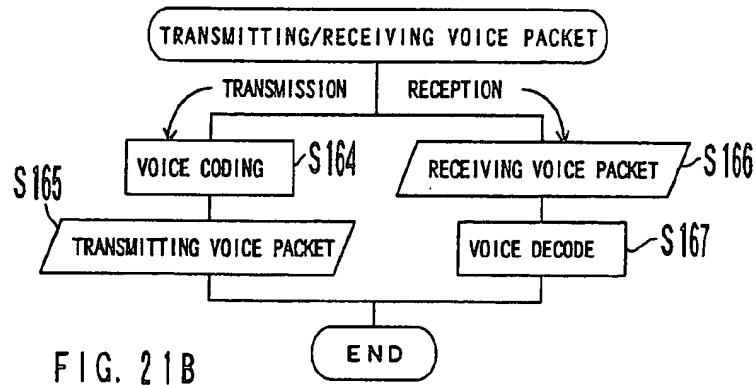 TRANSMITTING/RECEIVING VOICE PACKET
TRANSMISSION
RECEPTION
VOICE CODING
S164
RECEIVING VOICE PACKET
S166
S165
TRANSMITTING VOICE PACKET
VOICE DECODE
S167
END
FIG. 21B